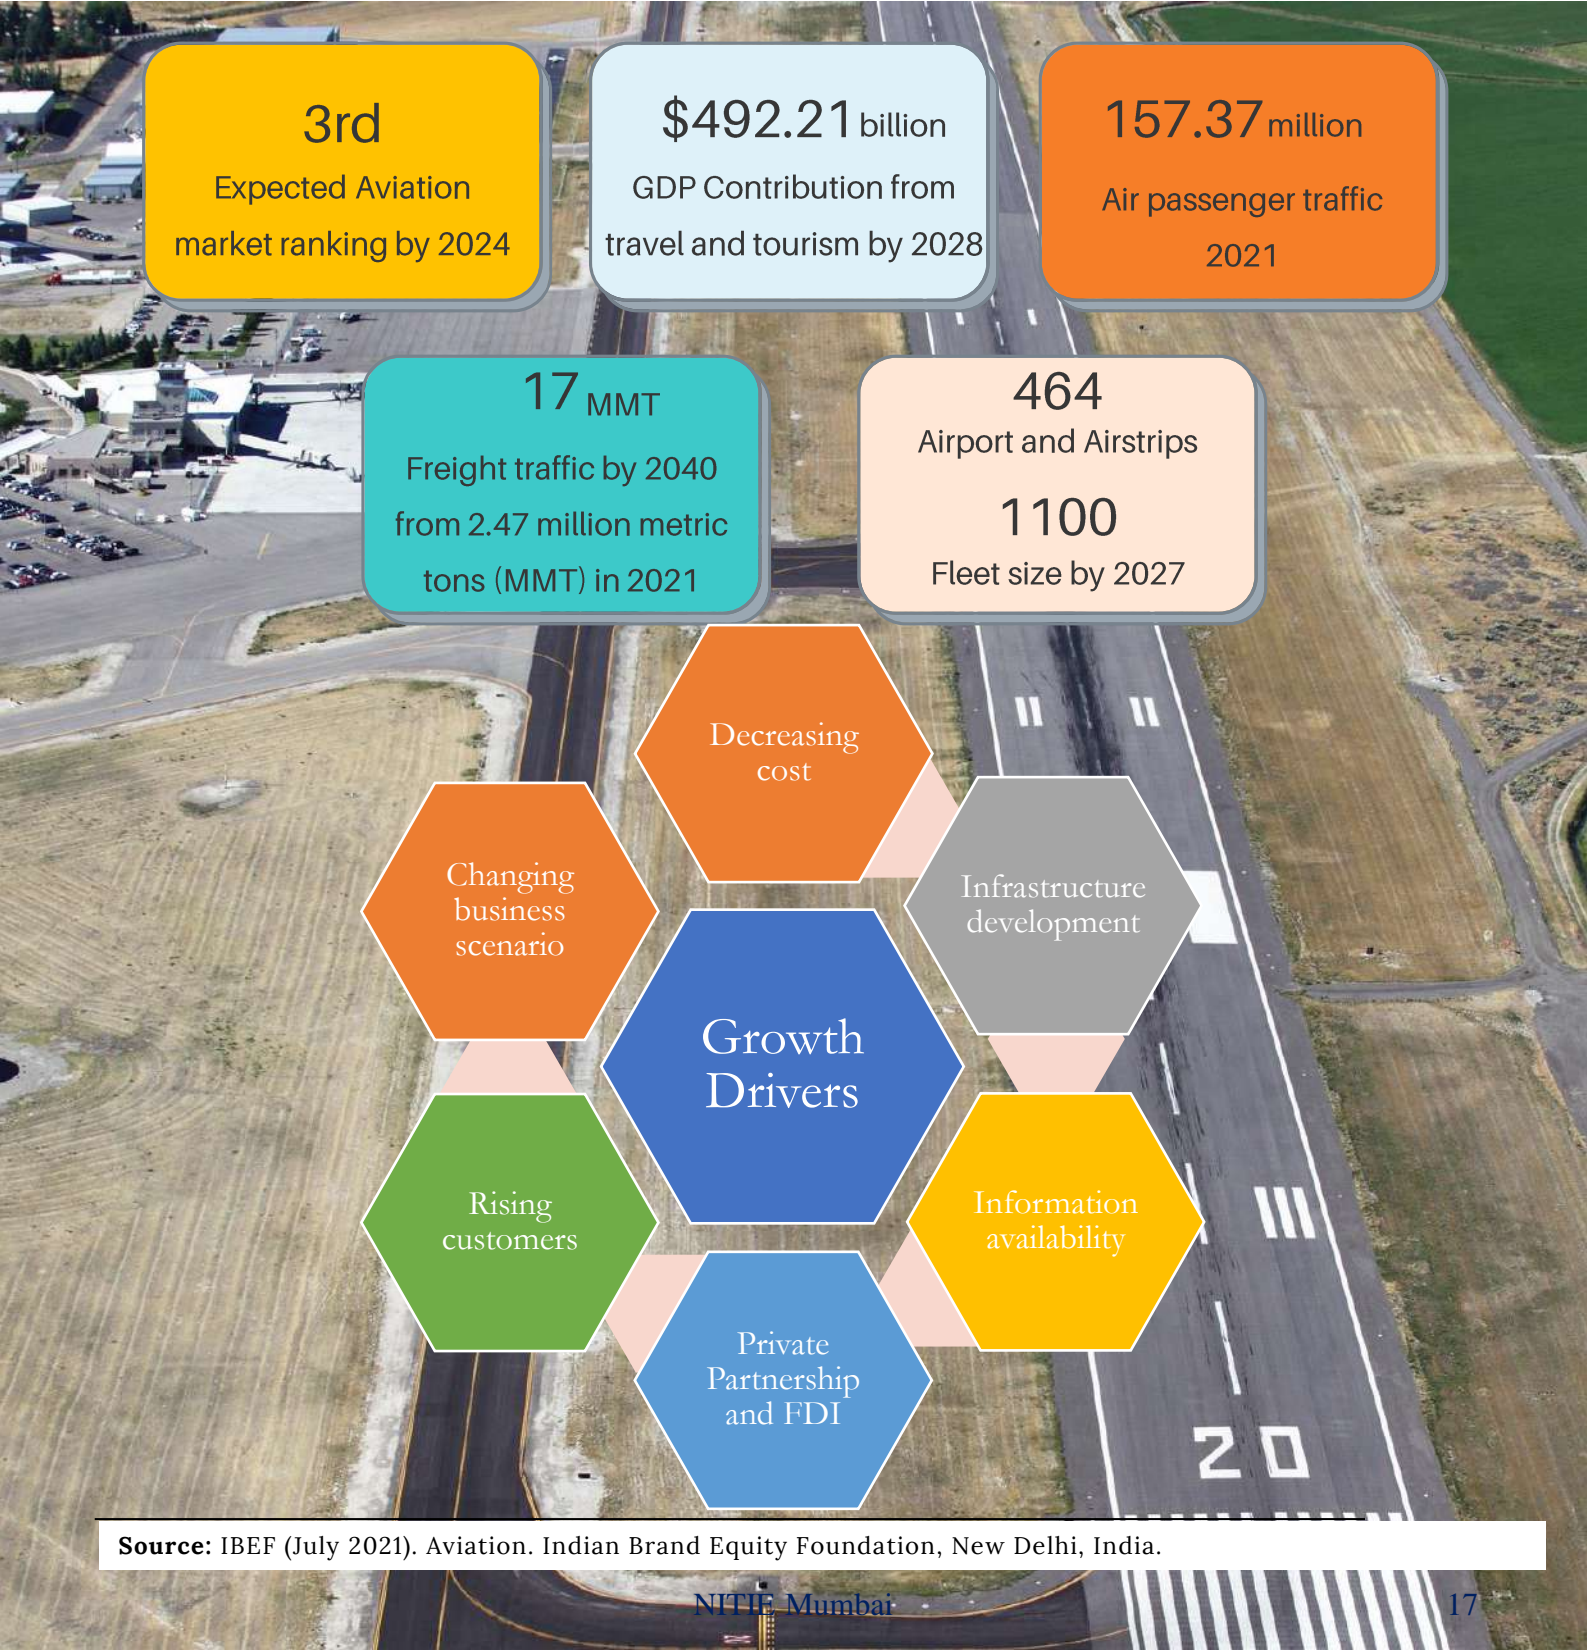 3rd
Expected Aviation
market ranking by 2024
$492.21 billion
GDP Contribution from
travel and tourism by 2028
157.37 million
Air passenger traffic
2021
17 MMT
Freight traffic by 2040
from 2.47 million metric
tons (MMT) in 2021
464
Airport and Airstrips
1100
Fleet size by 2027
Decreasing
cost
Changing
business
scenario
Infrastructure
development
Growth
Drivers
Rising
customers
Information
availability
Private
Partnership
and FDI
20
Source: IBEF (July 2021). Aviation. Indian Brand Equity Foundation, New Delhi, India.
NITIE Mumbai
17